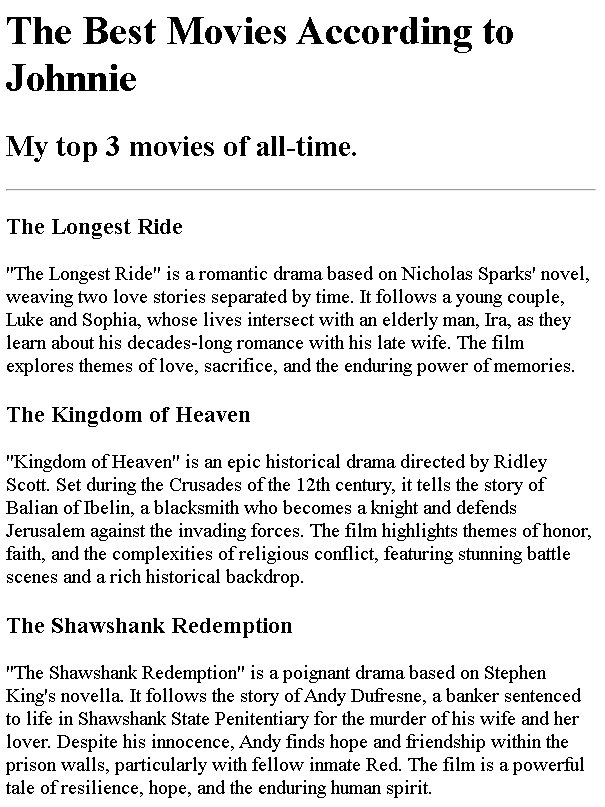 The Best Movies According to
Johnnie
My top 3 movies of all-time.
The Longest Ride
"The Longest Ride" is a romantic drama based on Nicholas Sparks' novel,
weaving two love stories separated by time. It follows a young couple,
Luke and Sophia, whose lives intersect with an elderly man, Ira, as they
learn about his decades-long romance with his late wife. The film
explores themes of love, sacrifice, and the enduring power of memories.
The Kingdom of Heaven
"Kingdom of Heaven" is an epic historical drama directed by Ridley
Scott. Set during the Crusades of the 12th century, it tells the story of
Balian of Ibelin, a blacksmith who becomes a knight and defends
Jerusalem against the invading forces. The film highlights themes of honor,
faith, and the complexities of religious conflict, featuring stunning battle
scenes and a rich historical backdrop.
The Shawshank Redemption
"The Shawshank Redemption" is a poignant drama based on Stephen
King's novella. It follows the story of Andy Dufresne, a banker sentenced
to life in Shawshank State Penitentiary for the murder of his wife and her
lover. Despite his innocence, Andy finds hope and friendship within the
prison walls, particularly with fellow inmate Red. The film is a powerful
tale of resilience, hope, and the enduring human spirit.